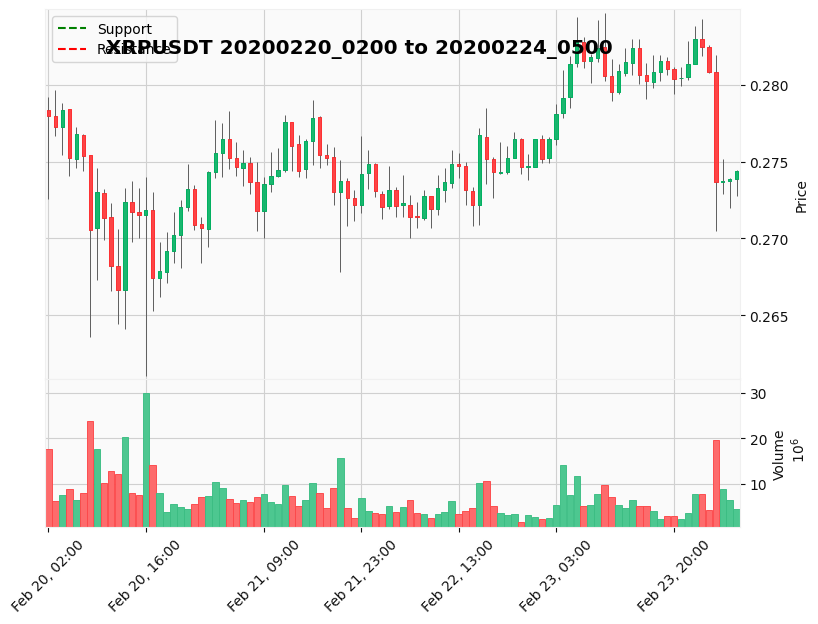 Support
Resistance
XRPUSDT 20200220_0200 to 20200224_0500
0.280
0.275
0.270
0.265
Price
30
20
10
Volume
10^6
Feb 20, 02:00
Feb 20, 16:00
Feb 21, 09:00
Feb 21, 23:00
Feb 22, 13:00
Feb 23, 03:00
Feb 23, 20:00